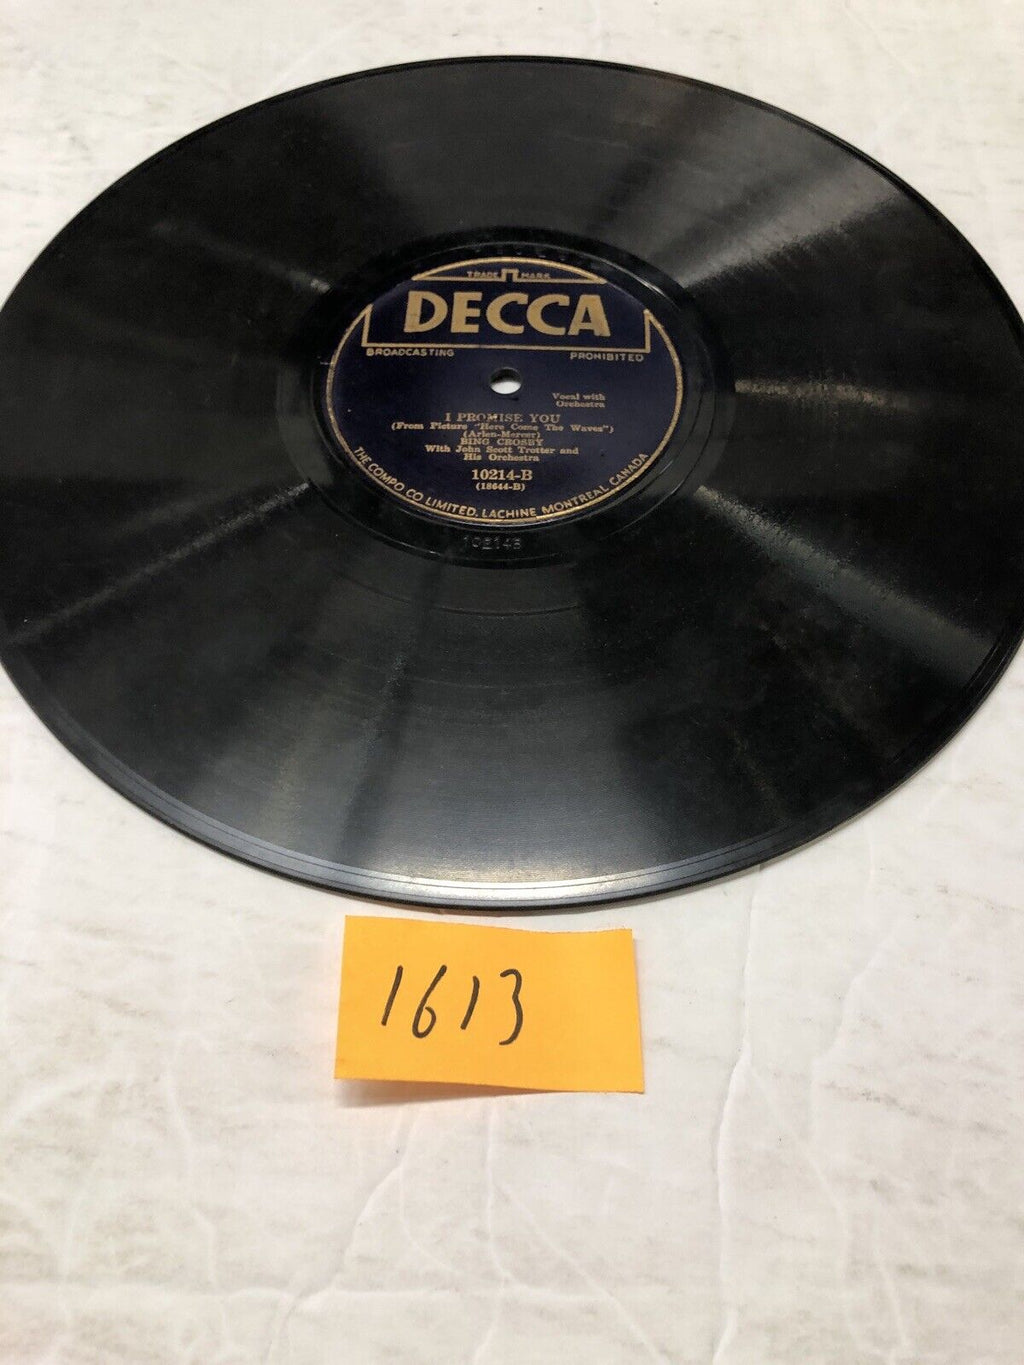 TRADE MARK
DECCA
BROADCASTING PROHIBITED
Vocal with
Orchestra
I PROMISE YOU
(From Picture "Here Come The Waves")
(Arlen-Mercer)
BING CROSBY
With John Scott Trotter and
His Orchestra
10214-B
(18644-B)
THE COMPO CO LIMITED, LACHINE MONTREAL CANADA
1613